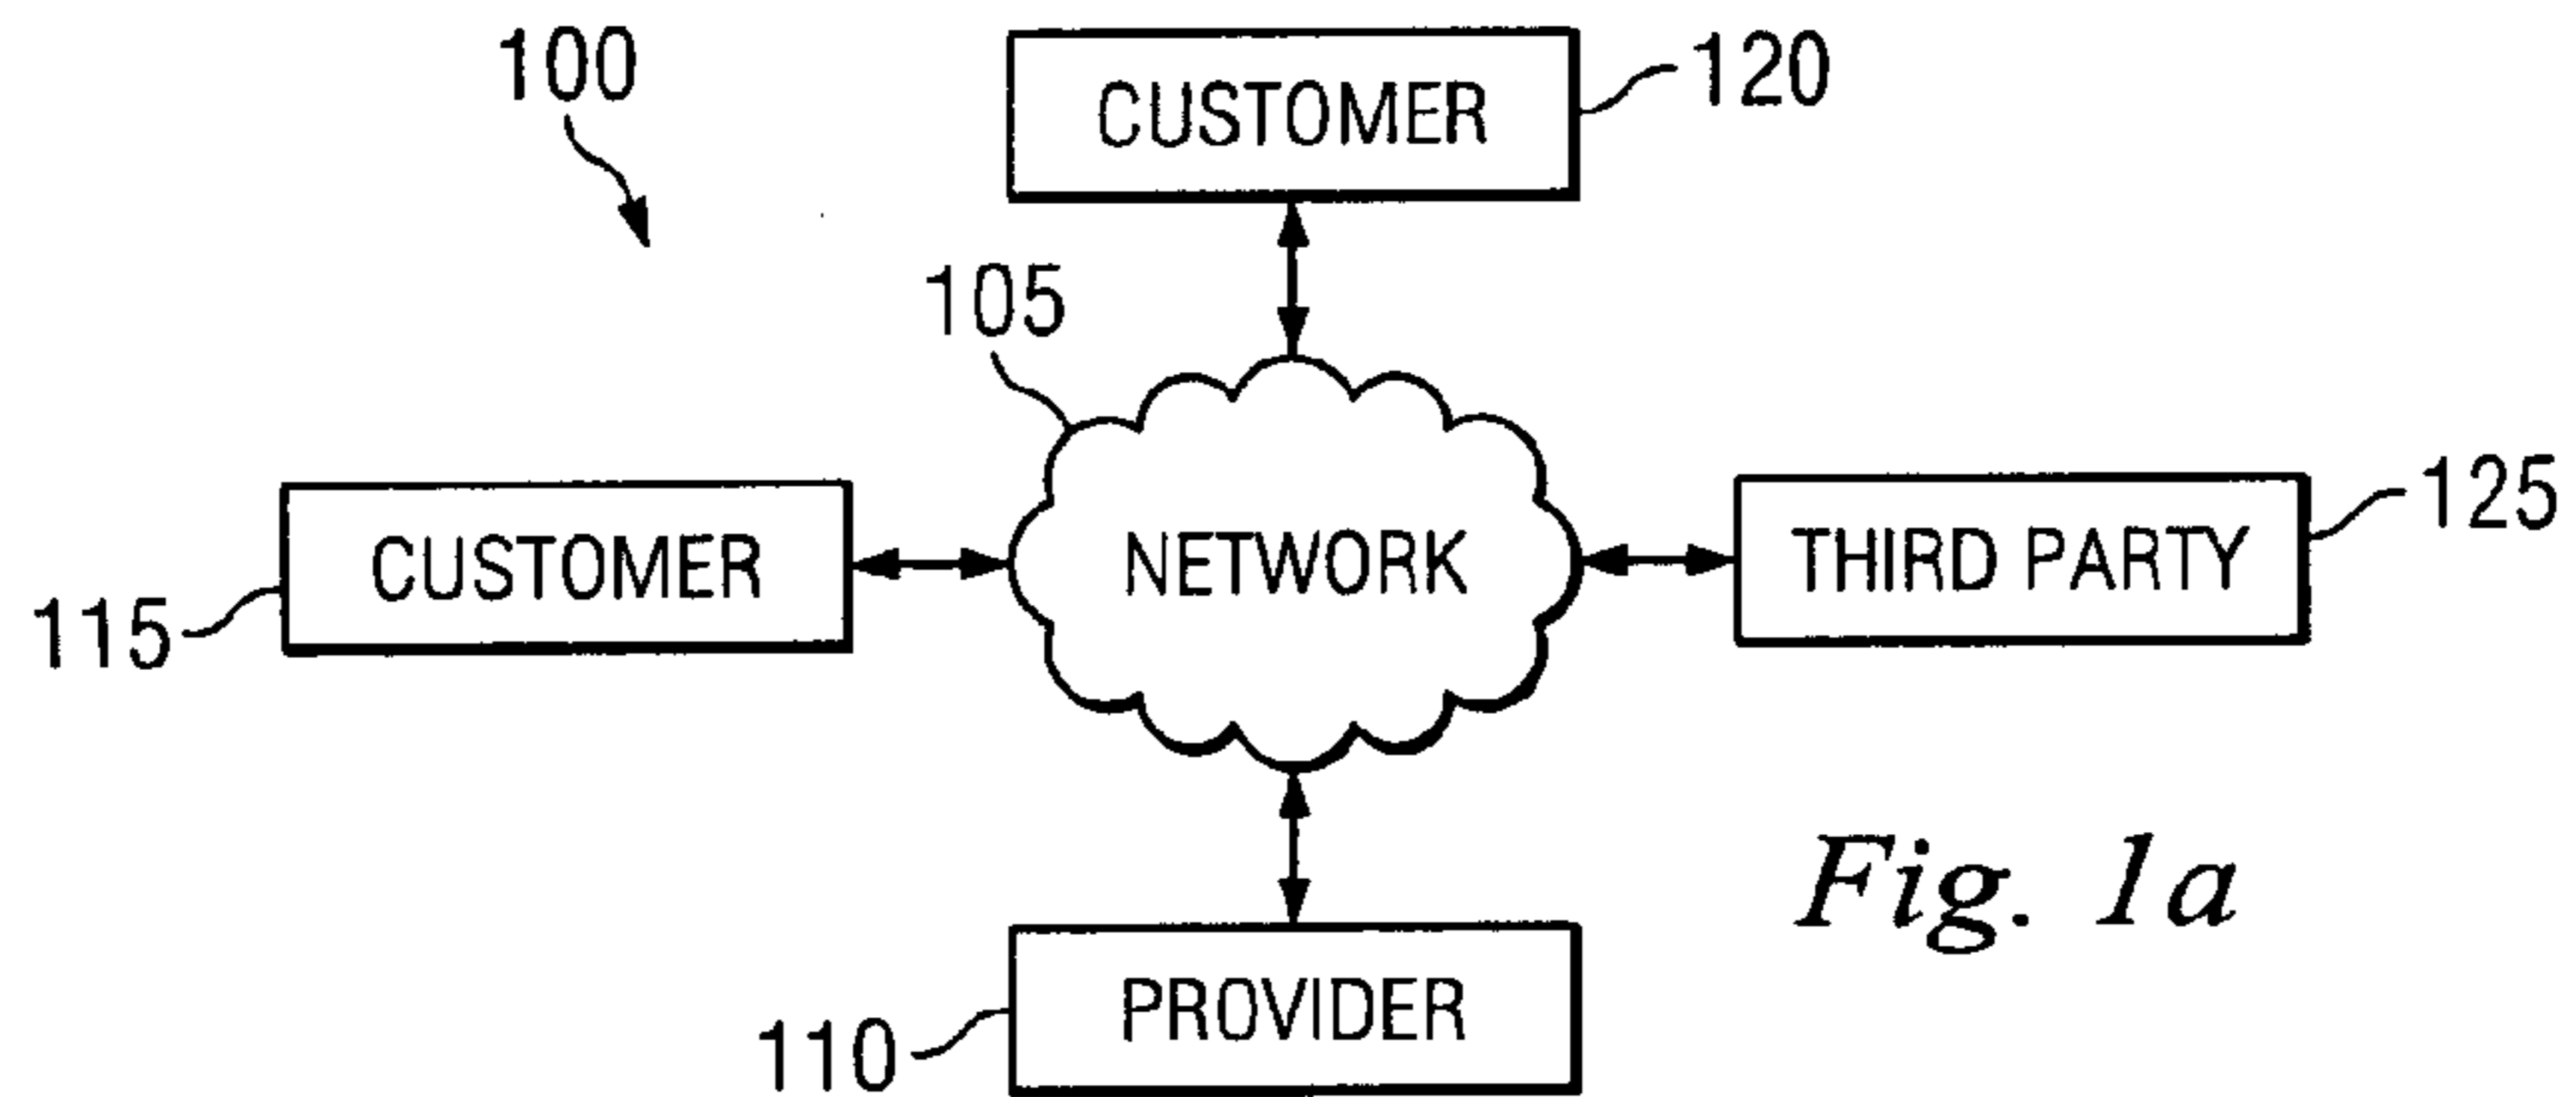 100
CUSTOMER
120
105
CUSTOMER
115
NETWORK
THIRD PARTY
125
PROVIDER
110
Fig. 1a